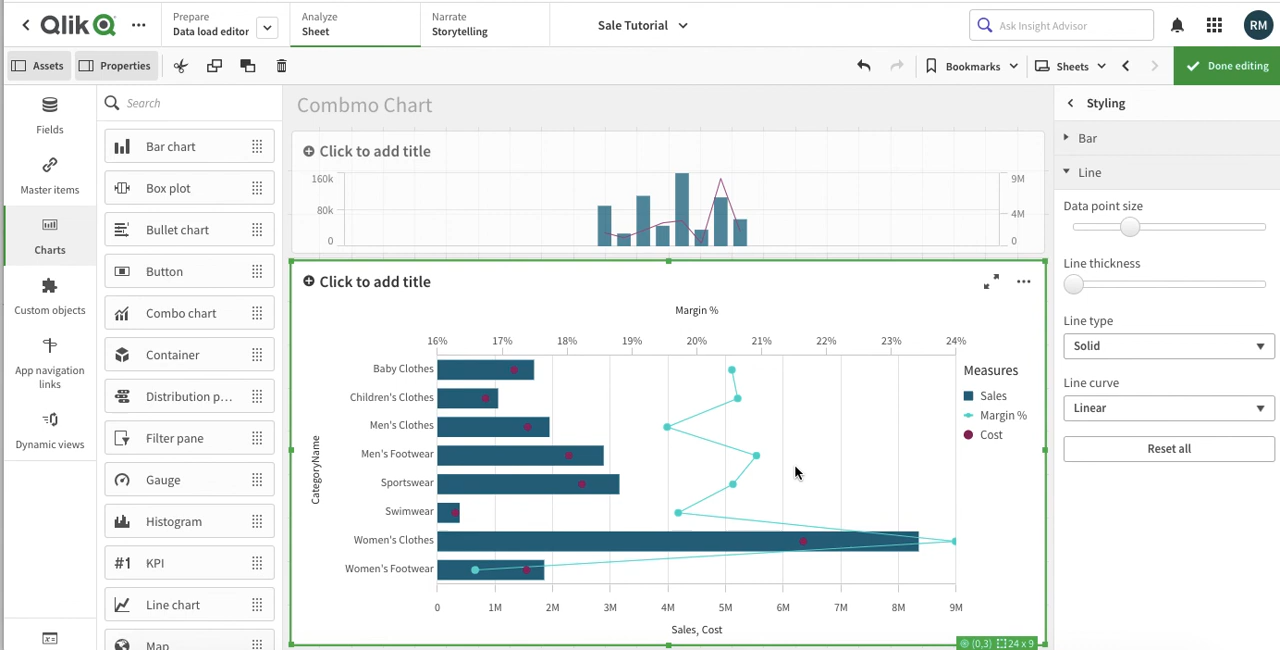 Qlik
Prepare
Data load editor
Analyze
Sheet
Narrate
Storytelling
Sale Tutorial
Ask Insight Advisor
RM
Assets
Properties
Bookmarks
Sheets
Done editing
Fields
Master items
Charts
Custom objects
App navigation
links
Dynamic views
Search
Bar chart
Box plot
Bullet chart
Button
Combo chart
Container
Distribution p...
Filter pane
Gauge
Histogram
#1 KPI
Line chart
Map
Combmo Chart
Click to add title
160k
80k
0
9M
4M
0
Click to add title
Margin %
16% 17% 18% 19% 20% 21% 22% 23% 24%
CategoryName
Baby Clothes
Children's Clothes
Men's Clothes
Men's Footwear
Sportswear
Swimwear
Women's Clothes
Women's Footwear
0 1M 2M 3M 4M 5M 6M 7M 8M 9M
Sales, Cost
Measures
Sales
Margin %
Cost
(0,3) 24 x 9
Styling
Bar
Line
Data point size
Line thickness
Line type
Solid
Line curve
Linear
Reset all